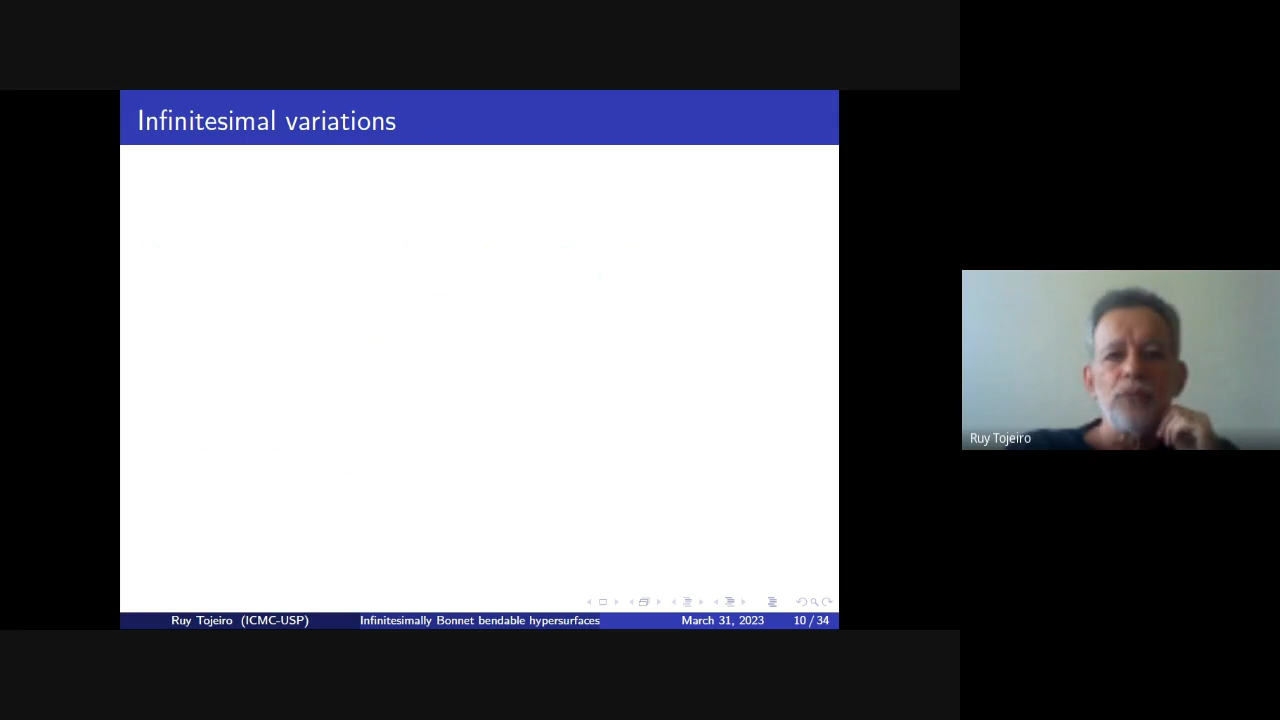 Infinitesimal variations
Ruy Tojeiro
Ruy Tojeiro (ICMC-USP) Infinitesimally Bonnet bendable hypersurfaces March 31, 2023 10 / 34